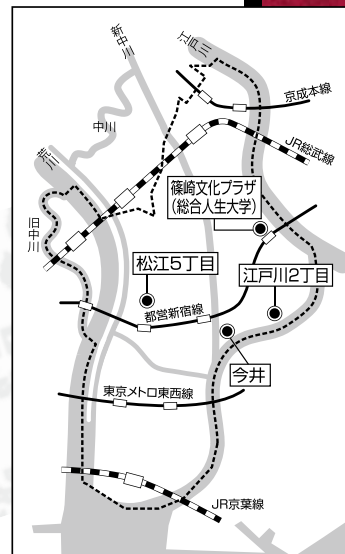 新中川
江戸川
京成本線
中川
JR総武線
荒川
篠崎文化プラザ
(総合人生大学)
旧中川
松江5丁目
江戸川2丁目
都営新宿線
今井
東京メトロ東西線
JR京葉線